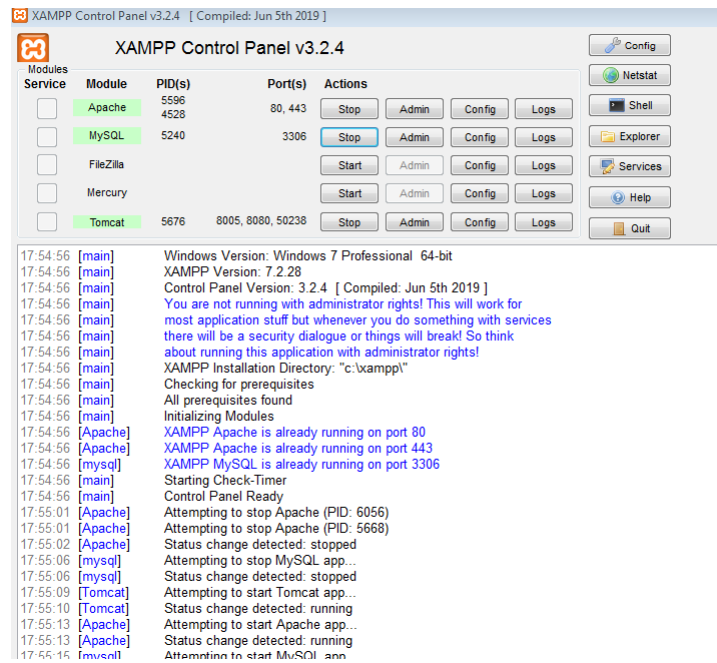 XAMPP Control Panel v3.2.4 [ Compiled: Jun 5th 2019 ]
XAMPP Control Panel v3.2.4
Config
Modules
Service Module PID(s) Port(s) Actions
Netstat
Apache 5596 4528 80, 443 Stop Admin Config Logs
Shell
MySQL 5240 3306 Stop Admin Config Logs
Explorer
FileZilla Start Admin Config Logs
Services
Mercury Start Admin Config Logs
Help
Tomcat 5676 8005, 8080, 50238 Stop Admin Config Logs
Quit
17:54:56 [main] Windows Version: Windows 7 Professional 64-bit
17:54:56 [main] XAMPP Version: 7.2.28
17:54:56 [main] Control Panel Version: 3.2.4 [ Compiled: Jun 5th 2019 ]
17:54:56 [main] You are not running with administrator rights! This will work for
17:54:56 [main] most application stuff but whenever you do something with services
17:54:56 [main] there will be a security dialogue or things will break! So think
17:54:56 [main] about running this application with administrator rights!
17:54:56 [main] XAMPP Installation Directory: "c:\xampp\"
17:54:56 [main] Checking for prerequisites
17:54:56 [main] All prerequisites found
17:54:56 [main] Initializing Modules
17:54:56 [Apache] XAMPP Apache is already running on port 80
17:54:56 [Apache] XAMPP Apache is already running on port 443
17:54:56 [mysql] XAMPP MySQL is already running on port 3306
17:54:56 [main] Starting Check-Timer
17:54:56 [main] Control Panel Ready
17:55:01 [Apache] Attempting to stop Apache (PID: 6056)
17:55:01 [Apache] Attempting to stop Apache (PID: 5668)
17:55:02 [Apache] Status change detected: stopped
17:55:06 [mysql] Attempting to stop MySQL app...
17:55:06 [mysql] Status change detected: stopped
17:55:09 [Tomcat] Attempting to start Tomcat app...
17:55:10 [Tomcat] Status change detected: running
17:55:13 [Apache] Attempting to start Apache app...
17:55:13 [Apache] Status change detected: running
17:55:15 [mysql] Attempting to start MySQL app...